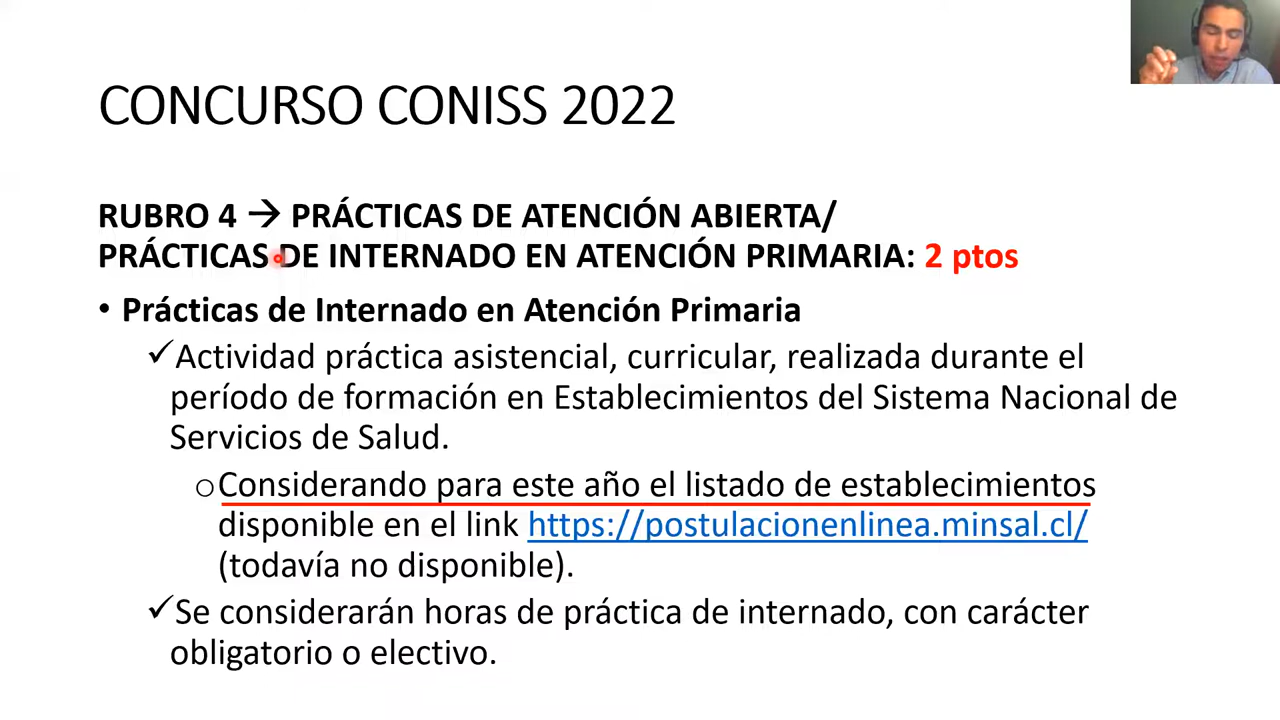 CONCURSO CONISS 2022
RUBRO 4 → PRÁCTICAS DE ATENCIÓN ABIERTA/
PRÁCTICAS DE INTERNADO EN ATENCIÓN PRIMARIA: 2 ptos
• Prácticas de Internado en Atención Primaria
✓Actividad práctica asistencial, curricular, realizada durante el
período de formación en Establecimientos del Sistema Nacional de
Servicios de Salud.
oConsiderando para este año el listado de establecimientos
disponible en el link https://postulacionenlinea.minsal.cl/
(todavía no disponible).
✓Se considerarán horas de práctica de internado, con carácter
obligatorio o electivo.